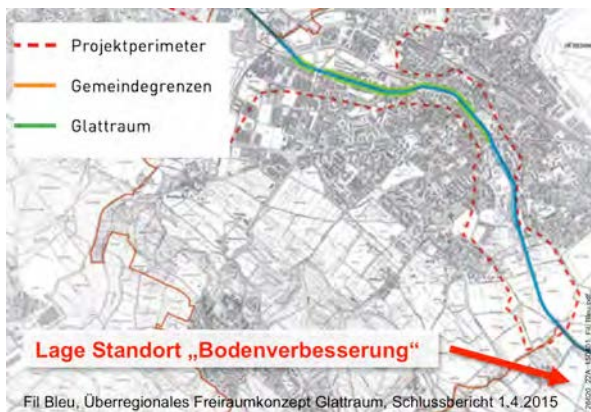 Projektperimeter
Gemeindegrenzen
Glattraum
Lage Standort „Bodenverbesserung“
Fil Bleu, Überregionales Freiraumkonzept Glattraum, Schlussbericht 1.4.2015